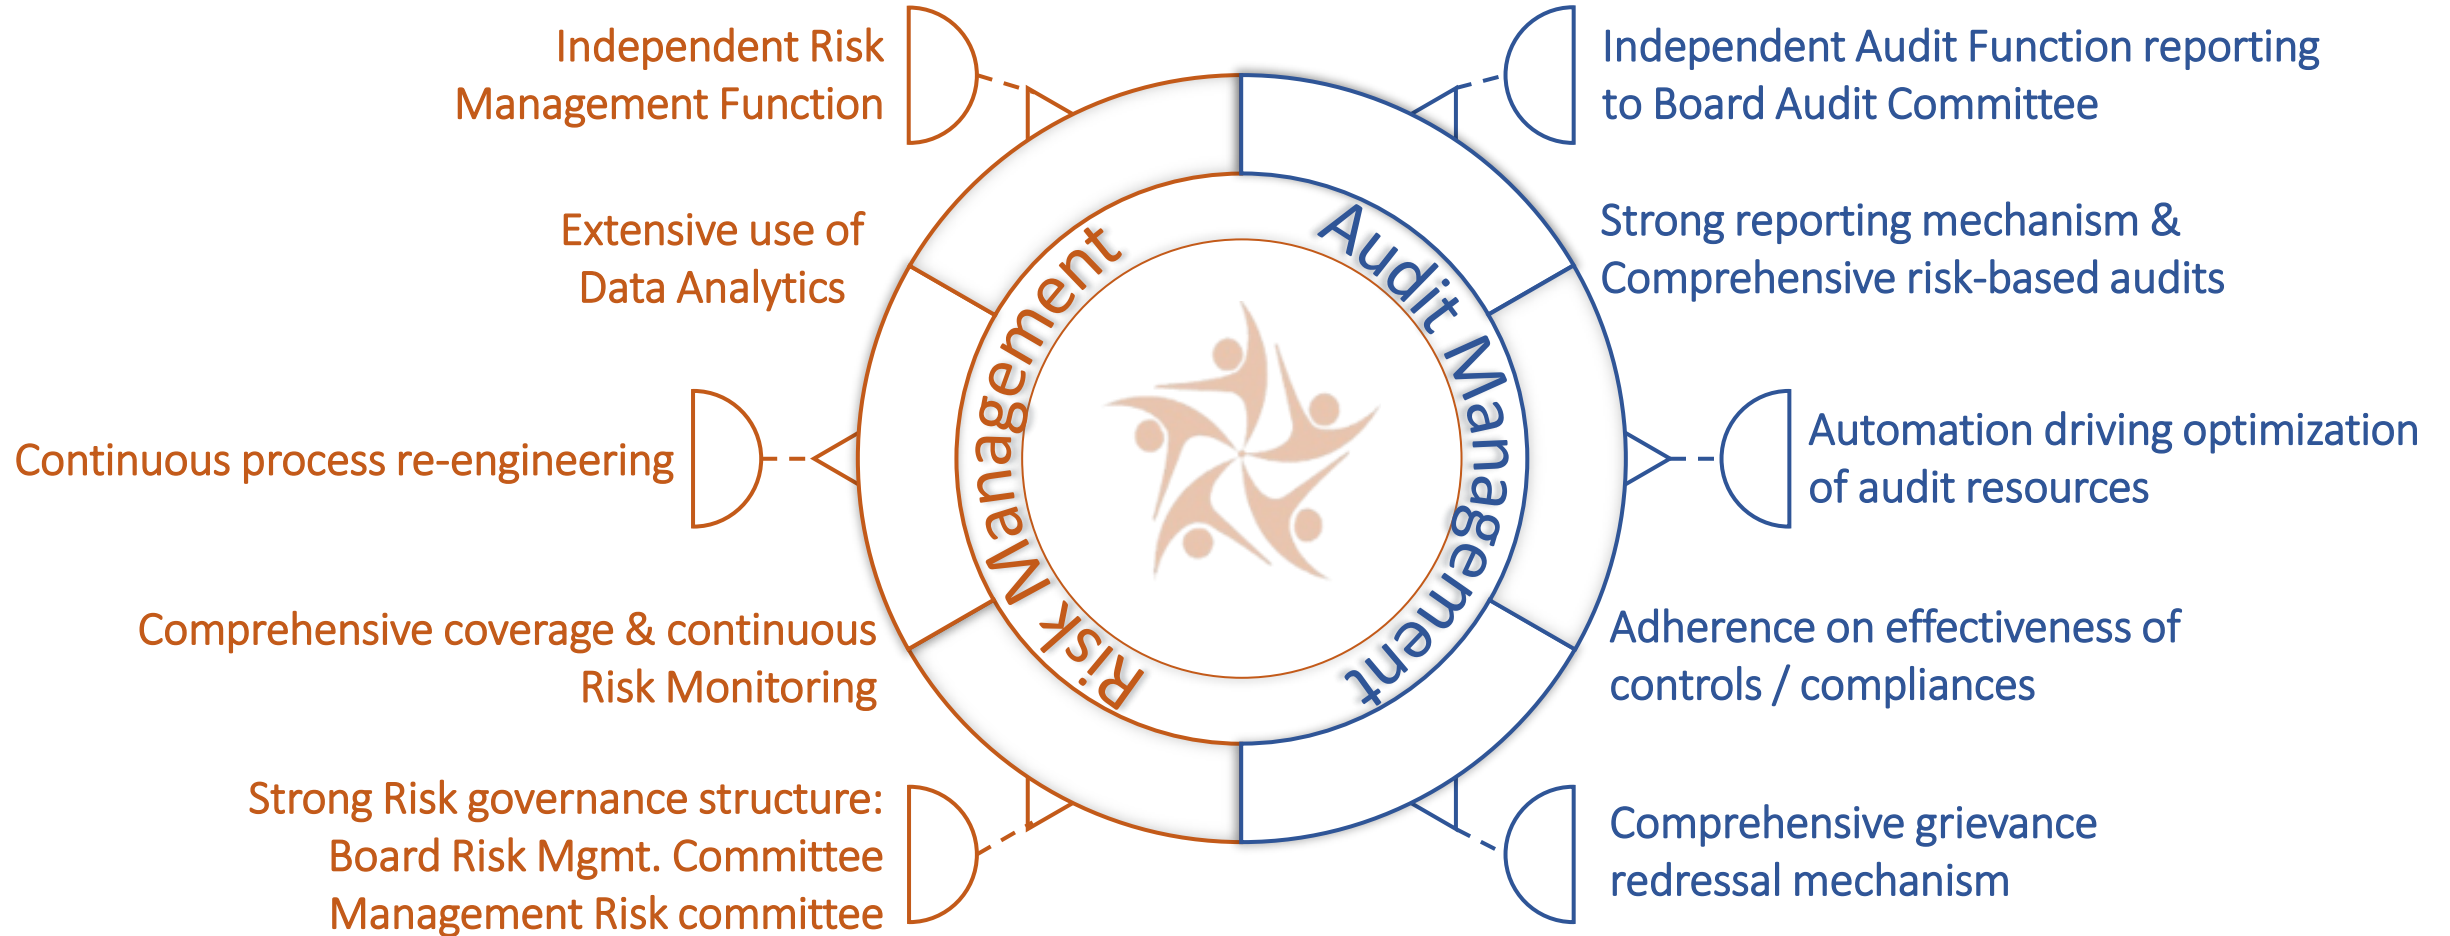 Independent Risk
Management Function
Extensive use of
Data Analytics
Continuous process re-engineering
Comprehensive coverage & continuous
Risk Monitoring
Strong Risk governance structure:
Board Risk Mgmt. Committee
Management Risk committee
Risk Management
Audit Management
Independent Audit Function reporting
to Board Audit Committee
Strong reporting mechanism &
Comprehensive risk-based audits
Automation driving optimization
of audit resources
Adherence on effectiveness of
controls / compliances
Comprehensive grievance
redressal mechanism